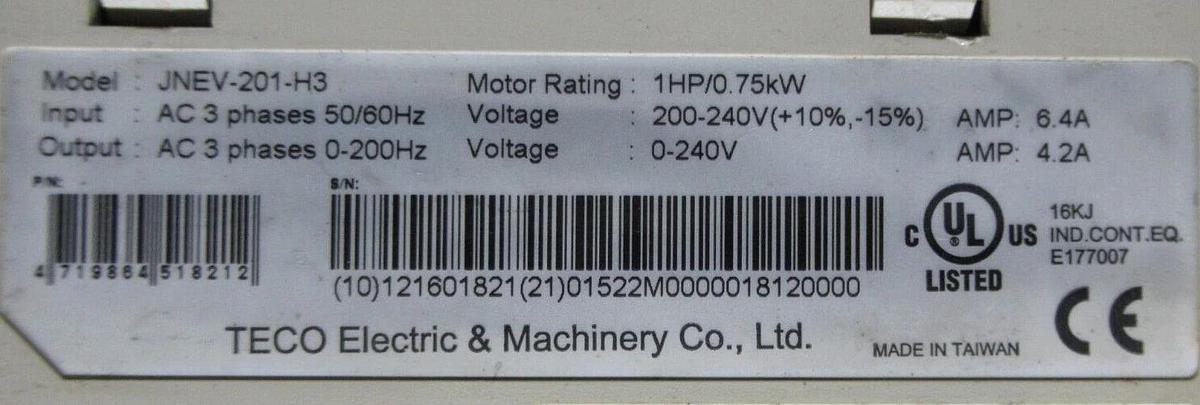 Model : JNEV-201-H3 Motor Rating : 1HP/0.75kW
Input : AC 3 phases 50/60Hz Voltage : 200-240V(+10%,-15%) AMP: 6.4A
Output : AC 3 phases 0-200Hz Voltage : 0-240V AMP: 4.2A
P/N: S/N:
4 719864 518212
(10)121601821(21)01522M0000018120000
C UL ® US
LISTED
16KJ
IND.CONT.EQ.
E177007
TECO Electric & Machinery Co., Ltd.
MADE IN TAIWAN
CE